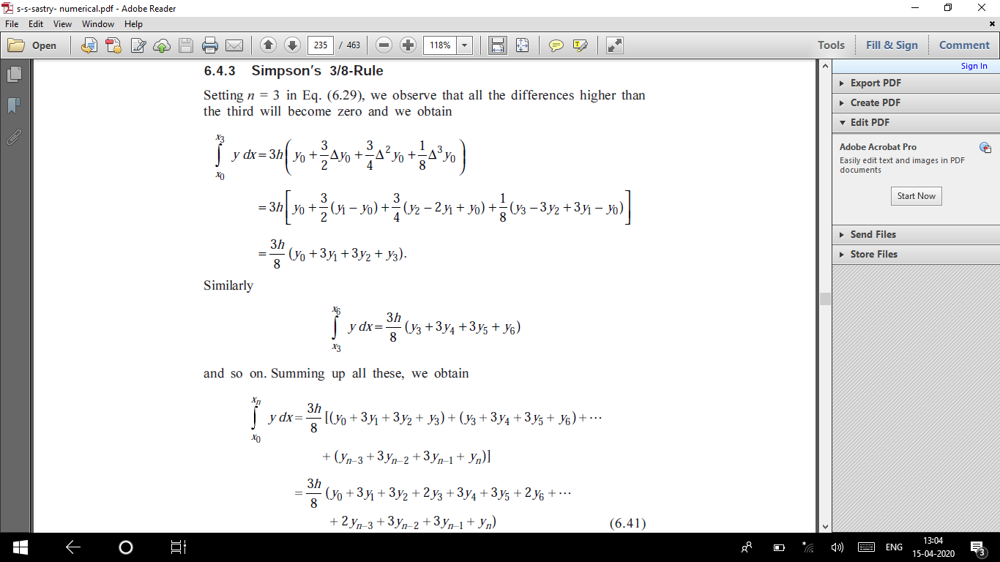 s-s-sastry- numerical.pdf - Adobe Reader
File Edit View Window Help
Open 235 / 463 118% Tools Fill & Sign Comment
Sign In
6.4.3 Simpson's 3/8-Rule
Setting n = 3 in Eq. (6.29), we observe that all the differences higher than
the third will become zero and we obtain
∫_{x₀}^{x₃} y dx = 3h ( y₀ + 3/2 Δy₀ + 3/4 Δ² y₀ + 1/8 Δ³ y₀ )
= 3h [ y₀ + 3/2 (y₁ − y₀) + 3/4 (y₂ − 2y₁ + y₀) + 1/8 (y₃ − 3y₂ + 3y₁ − y₀) ]
= 3h/8 (y₀ + 3y₁ + 3y₂ + y₃).
Similarly
∫_{x₃}^{x₆} y dx = 3h/8 (y₃ + 3y₄ + 3y₅ + y₆)
and so on. Summing up all these, we obtain
∫_{x₀}^{xₙ} y dx = 3h/8 [(y₀ + 3y₁ + 3y₂ + y₃) + (y₃ + 3y₄ + 3y₅ + y₆) + ⋯
+ (yₙ₋₃ + 3yₙ₋₂ + 3yₙ₋₁ + yₙ)]
= 3h/8 (y₀ + 3y₁ + 3y₂ + 2y₃ + 3y₄ + 3y₅ + 2y₆ + ⋯
+ 2yₙ₋₃ + 3yₙ₋₂ + 3yₙ₋₁ + yₙ) (6.41)
Export PDF
Create PDF
Edit PDF
Adobe Acrobat Pro
Easily edit text and images in PDF
documents
Start Now
Send Files
Store Files
ENG
13:04
15-04-2020
3